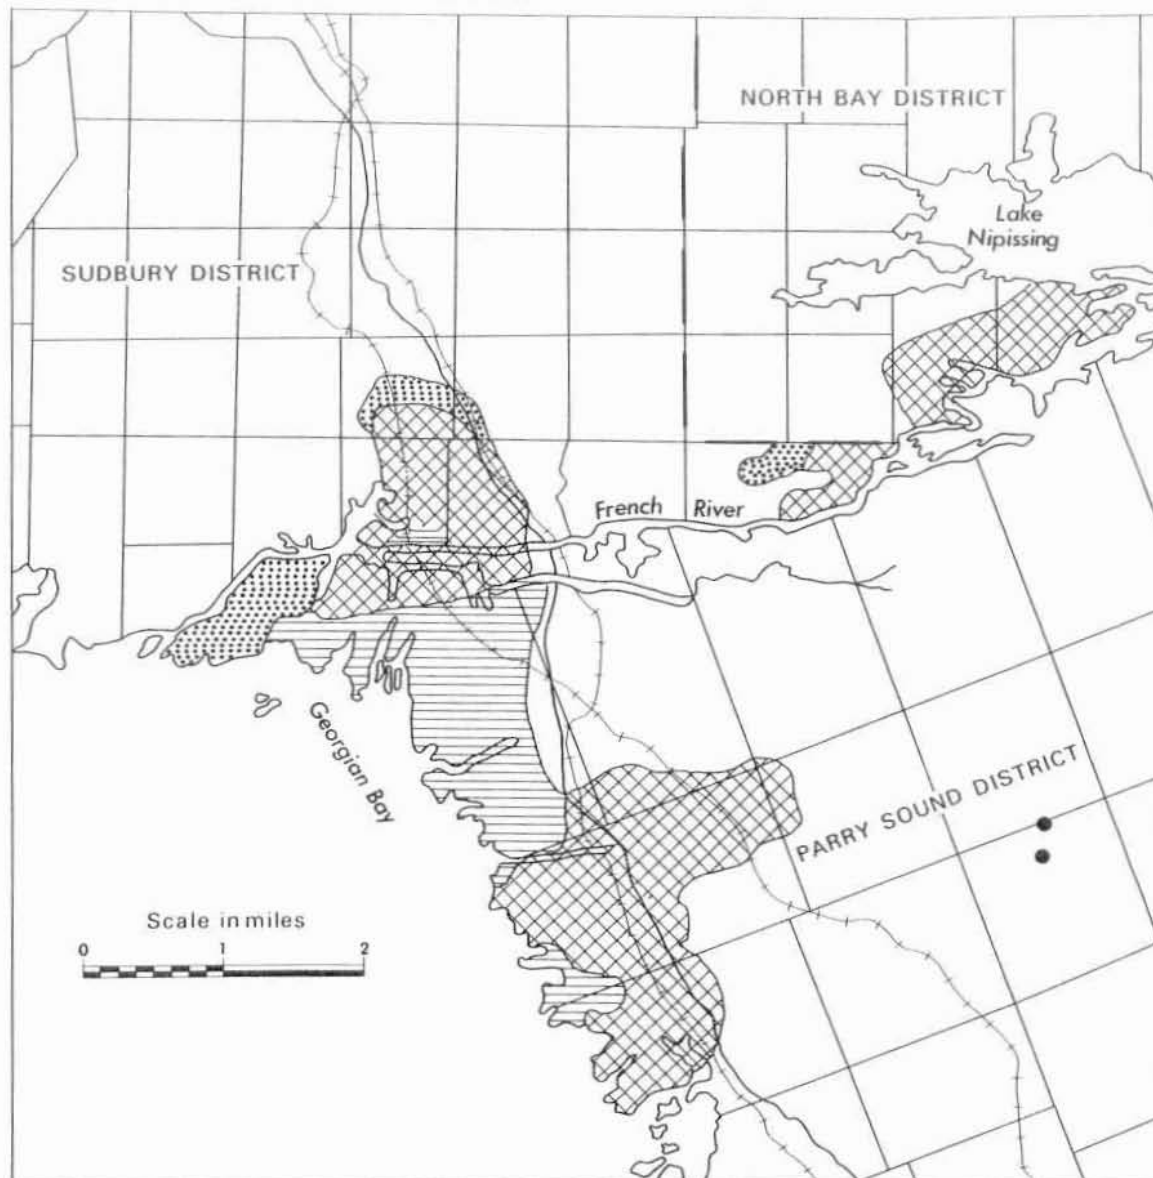 NORTH BAY DISTRICT
Lake
Nipissing
SUDBURY DISTRICT
French River
Georgian Bay
PARRY SOUND DISTRICT
Scale in miles
0 1 2